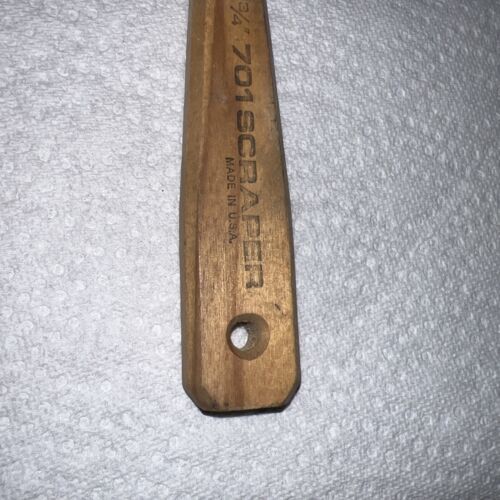 ¾" 701 SCRAPER
MADE IN U.S.A.